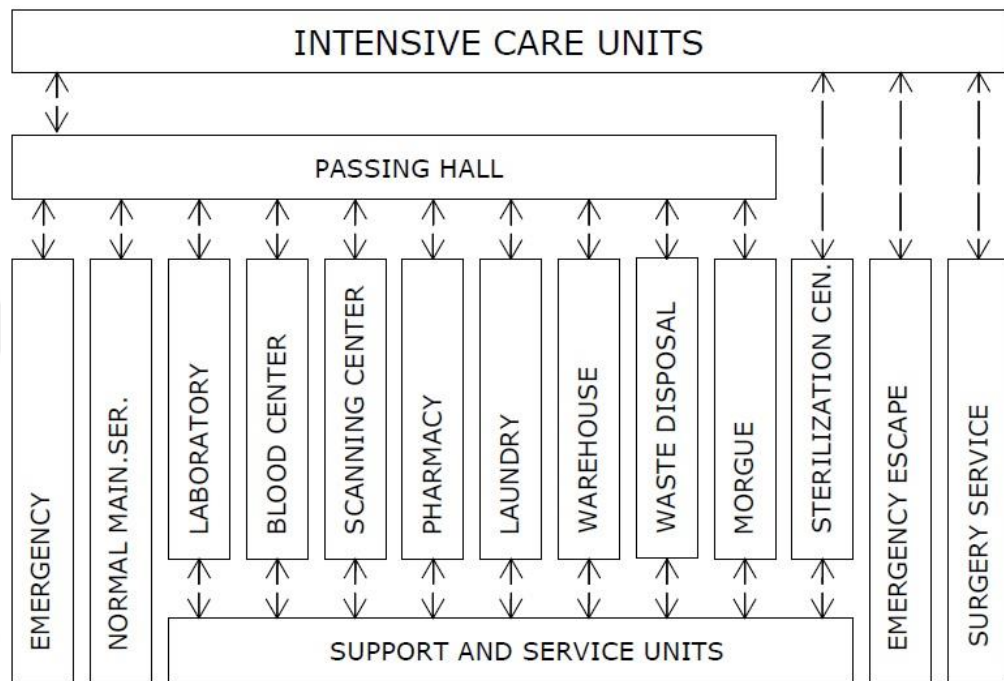 INTENSIVE CARE UNITS
PASSING HALL
EMERGENCY
NORMAL MAIN.SER.
LABORATORY
BLOOD CENTER
SCANNING CENTER
PHARMACY
LAUNDRY
WAREHOUSE
WASTE DISPOSAL
MORGUE
STERILIZATION CEN.
EMERGENCY ESCAPE
SURGERY SERVICE
SUPPORT AND SERVICE UNITS